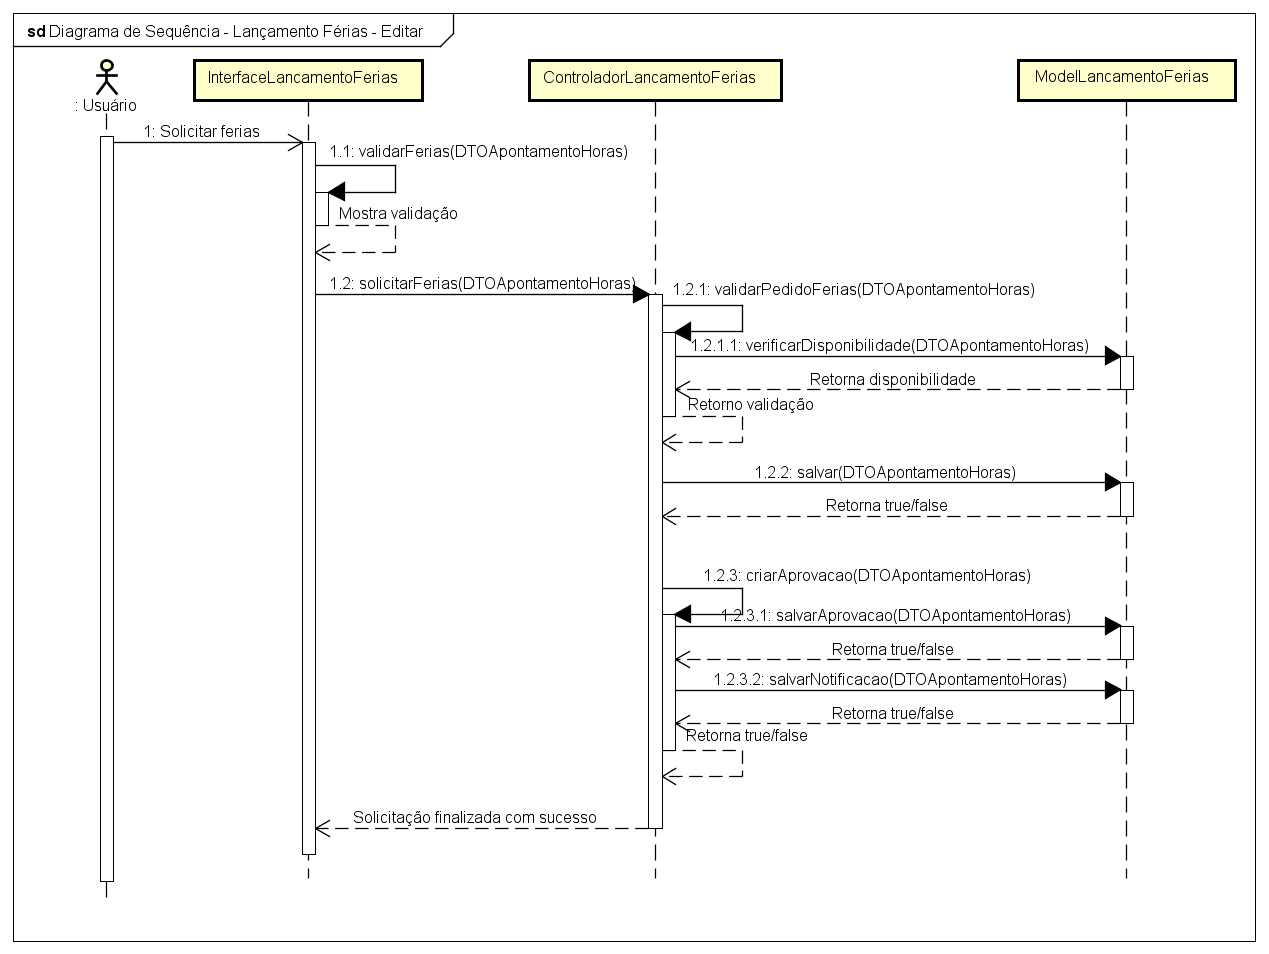 sd Diagrama de Sequência - Lançamento Férias - Editar
: Usuário
InterfaceLancamentoFerias
ControladorLancamentoFerias
ModelLancamentoFerias
1: Solicitar ferias
1.1: validarFerias(DTOApontamentoHoras)
Mostra validação
1.2: solicitarFerias(DTOApontamentoHoras)
1.2.1: validarPedidoFerias(DTOApontamentoHoras)
1.2.1.1: verificarDisponibilidade(DTOApontamentoHoras)
Retorna disponibilidade
Retorno validação
1.2.2: salvar(DTOApontamentoHoras)
Retorna true/false
1.2.3: criarAprovacao(DTOApontamentoHoras)
1.2.3.1: salvarAprovacao(DTOApontamentoHoras)
Retorna true/false
1.2.3.2: salvarNotificacao(DTOApontamentoHoras)
Retorna true/false
Retorna true/false
Solicitação finalizada com sucesso